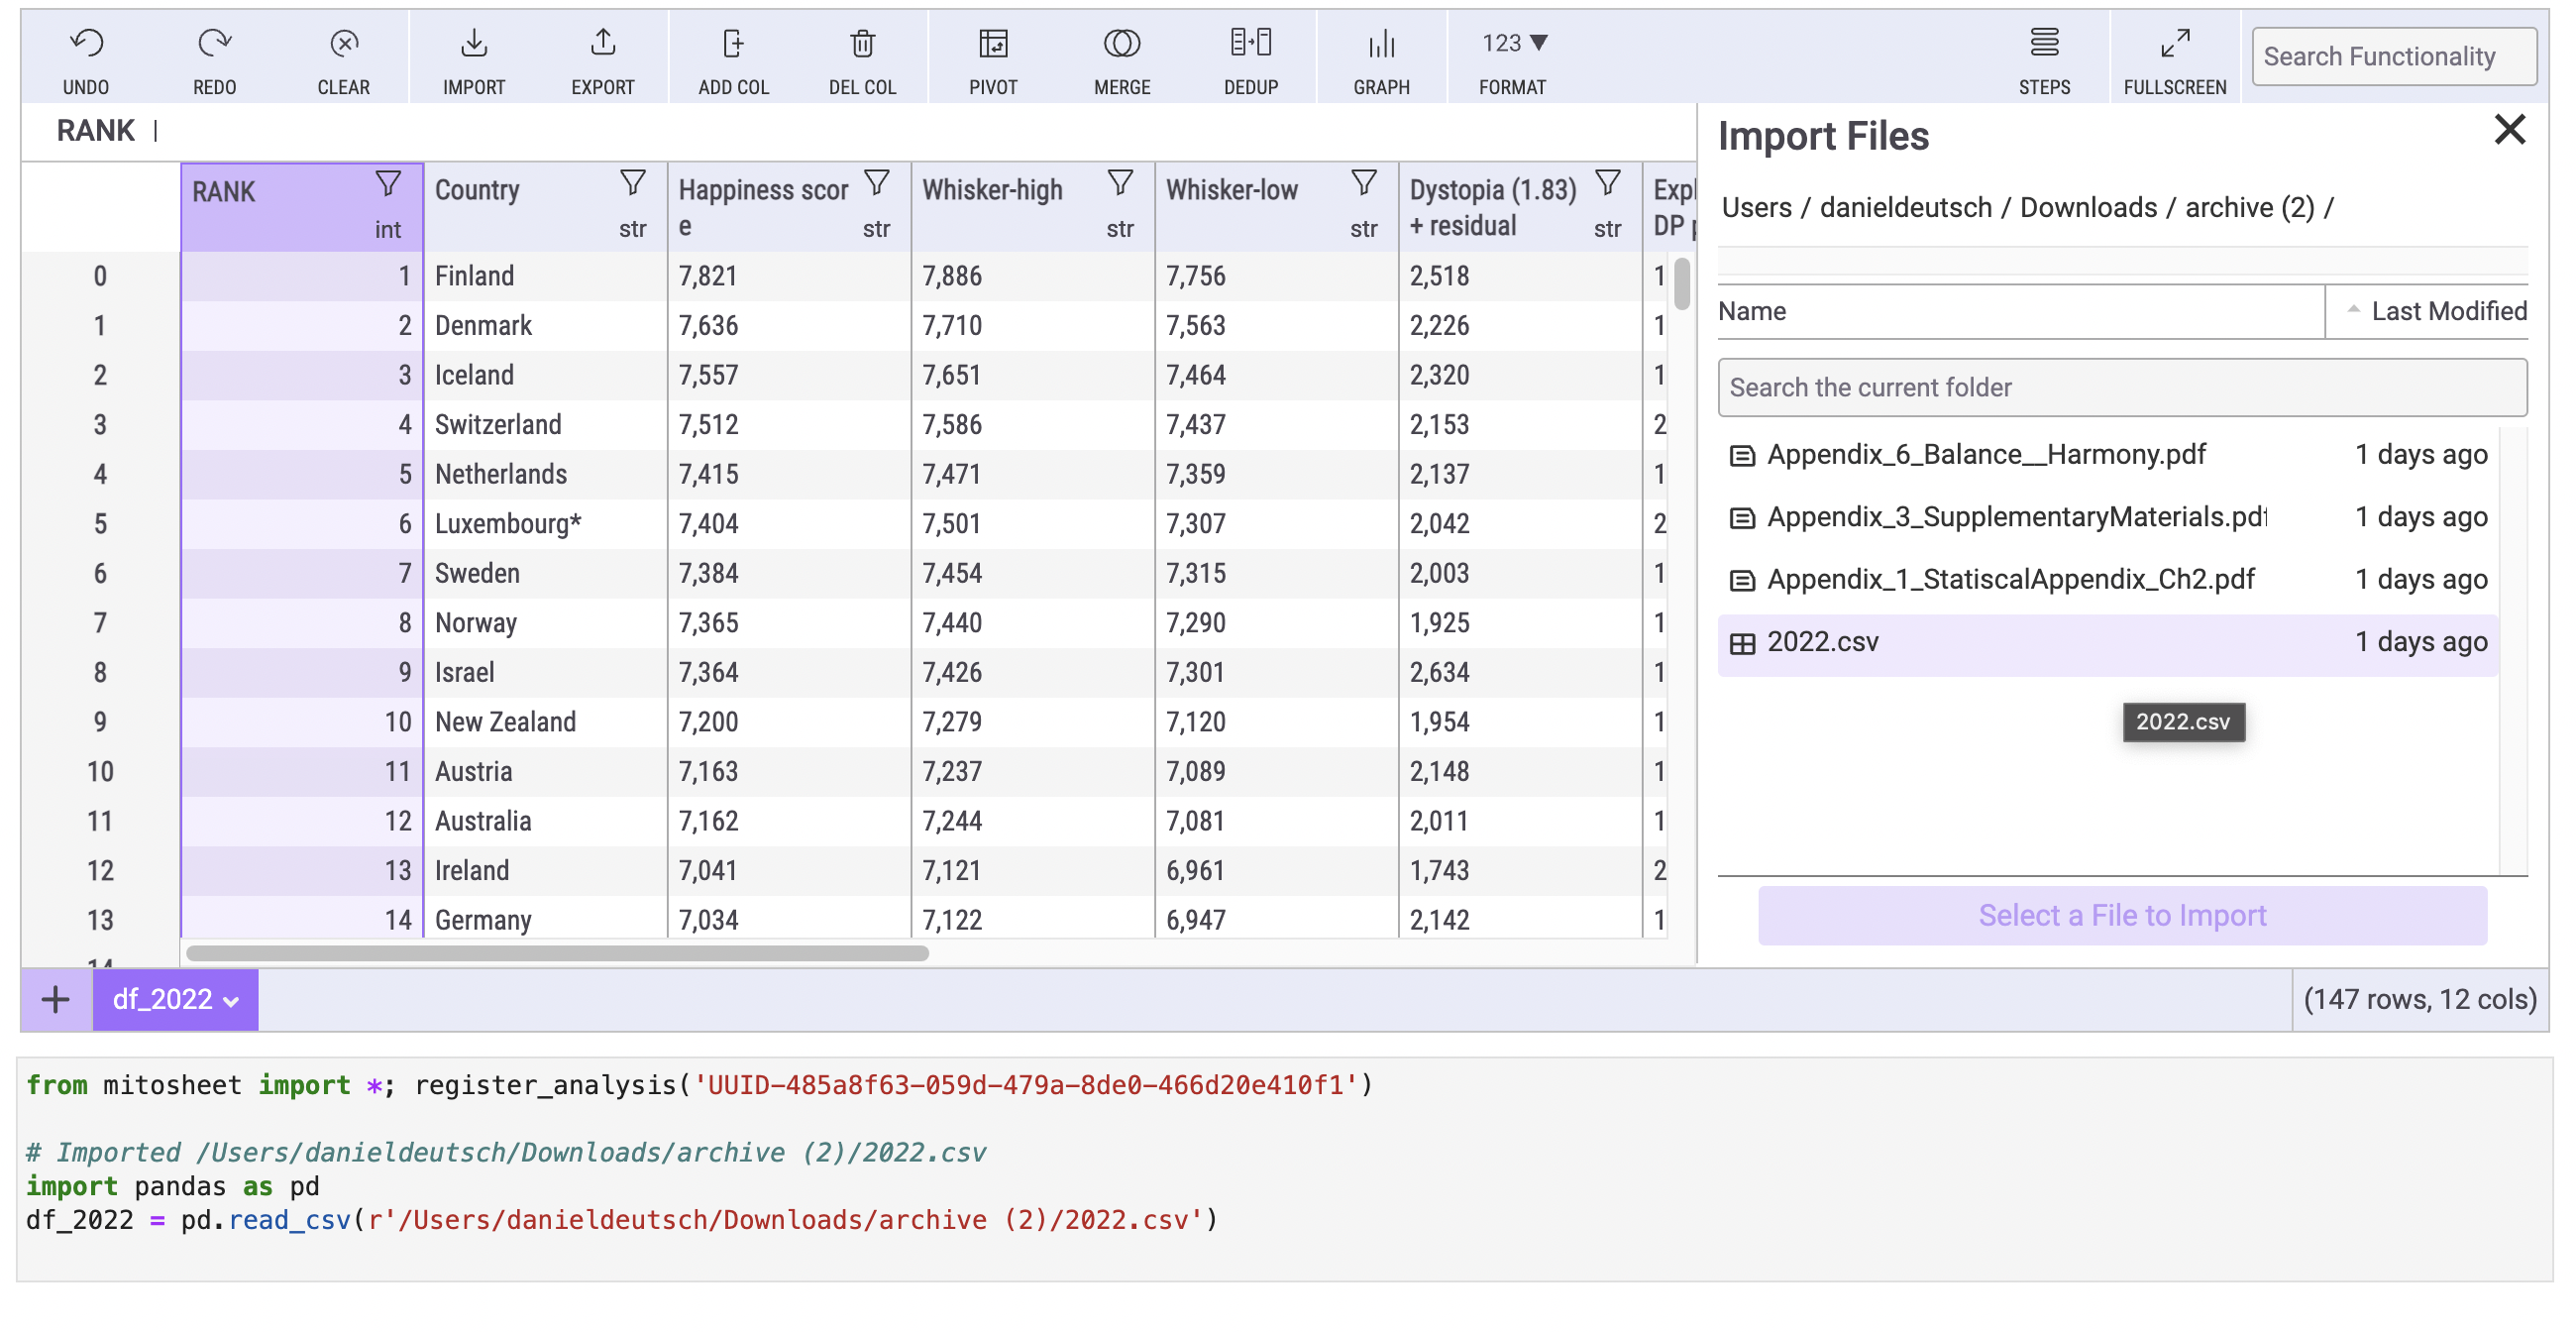 UNDO REDO CLEAR IMPORT EXPORT ADD COL DEL COL PIVOT MERGE DEDUP GRAPH 123 ▼ FORMAT STEPS FULLSCREEN Search Functionality
RANK |
RANK int Country str Happiness score str Whisker-high str Whisker-low str Dystopia (1.83) + residual str Expl DP p
0 1 Finland 7,821 7,886 7,756 2,518 1
1 2 Denmark 7,636 7,710 7,563 2,226 1
2 3 Iceland 7,557 7,651 7,464 2,320 1
3 4 Switzerland 7,512 7,586 7,437 2,153 2
4 5 Netherlands 7,415 7,471 7,359 2,137 1
5 6 Luxembourg* 7,404 7,501 7,307 2,042 2
6 7 Sweden 7,384 7,454 7,315 2,003 1
7 8 Norway 7,365 7,440 7,290 1,925 1
8 9 Israel 7,364 7,426 7,301 2,634 1
9 10 New Zealand 7,200 7,279 7,120 1,954 1
10 11 Austria 7,163 7,237 7,089 2,148 1
11 12 Australia 7,162 7,244 7,081 2,011 1
12 13 Ireland 7,041 7,121 6,961 1,743 2
13 14 Germany 7,034 7,122 6,947 2,142 1
14
Import Files
Users / danieldeutsch / Downloads / archive (2) /
Name Last Modified
Search the current folder
Appendix_6_Balance__Harmony.pdf 1 days ago
Appendix_3_SupplementaryMaterials.pdf 1 days ago
Appendix_1_StatiscalAppendix_Ch2.pdf 1 days ago
2022.csv 1 days ago
2022.csv
Select a File to Import
+ df_2022 (147 rows, 12 cols)
from mitosheet import *; register_analysis('UUID-485a8f63-059d-479a-8de0-466d20e410f1')
# Imported /Users/danieldeutsch/Downloads/archive (2)/2022.csv
import pandas as pd
df_2022 = pd.read_csv(r'/Users/danieldeutsch/Downloads/archive (2)/2022.csv')